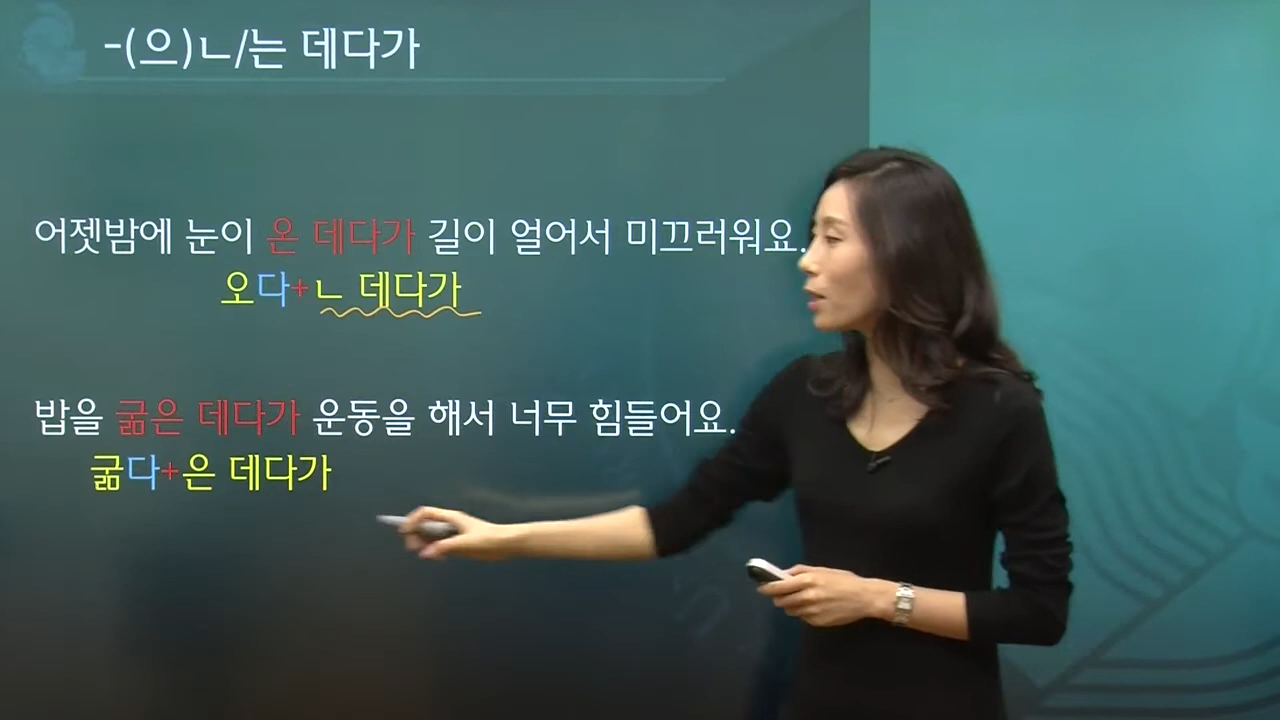 -(으)ㄴ/는 데다가
어젯밤에 눈이 온 데다가 길이 얼어서 미끄러워요.
오다+ㄴ 데다가
밥을 굶은 데다가 운동을 해서 너무 힘들어요.
굶다+은 데다가